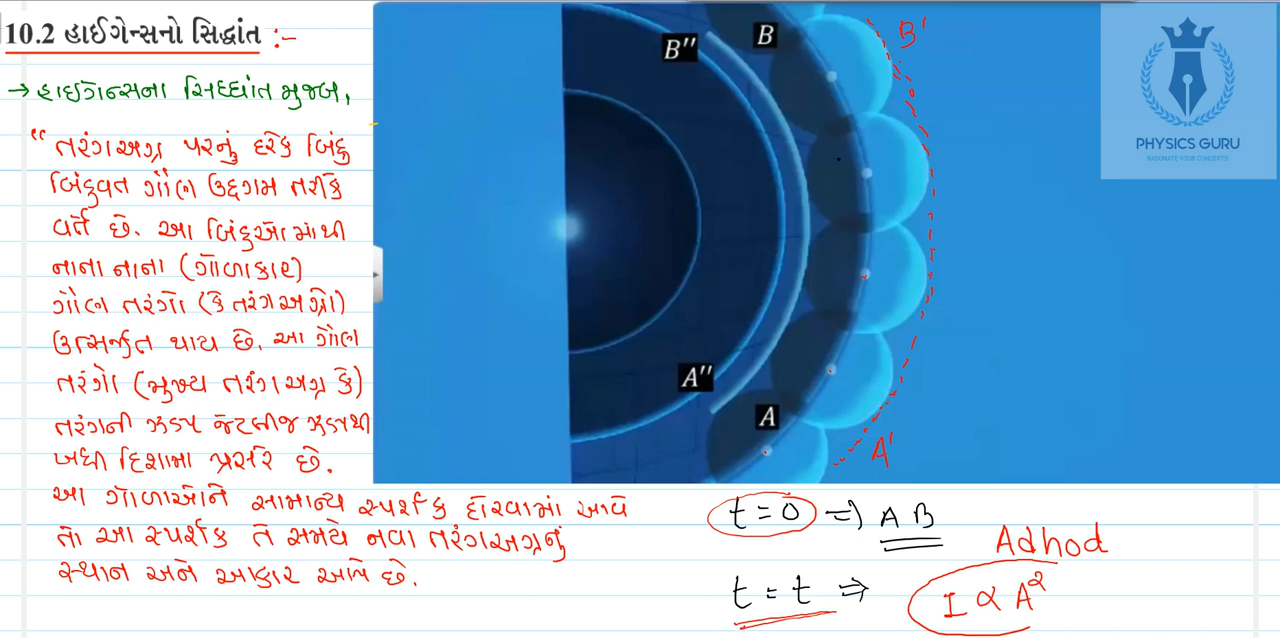 10.2 હાઈગેન્સનો સિદ્ધાંત :-
→ હાઈગેન્સના સિધ્ધાંત મુજબ,
“તરંગઅગ્ર પરનું દરેક બિંદુ
બિંદુવત ગૌણ ઉદ્દગમ તરીકે
વર્તે છે. આ બિંદુઓમાંથી
નાના નાના (ગોળાકાર)
ગૌણ તરંગો (કે તરંગઅગ્રો)
ઉત્સર્જીત થાય છે. આ ગૌણ
તરંગો (મુખ્ય તરંગઅગ્ર કે)
તરંગની ઝડપ જેટલીજ ઝડપથી
બધી દિશામા પ્રસરે છે.
આ ગોળાઓને સામાન્ય સ્પર્શક દોરવામાં આવે
તો આ સ્પર્શક તે સમયે નવા તરંગઅગ્રનું
સ્થાન અને આકાર આપે છે.
B″
B
B′
A″
A
A′
PHYSICS GURU
RASONATE YOUR CONCEPTS
t = 0 ⇒ AB
t = t ⇒
Adhod
I ∝ A²